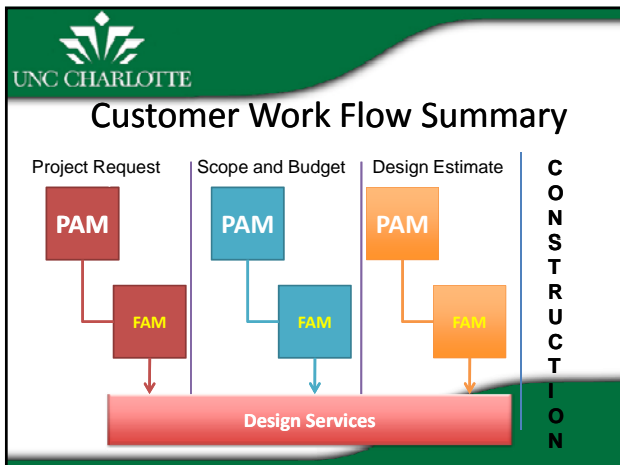 UNC CHARLOTTE
Customer Work Flow Summary
Project Request
Scope and Budget
Design Estimate
PAM
PAM
PAM
FAM
FAM
FAM
Design Services
CONSTRUCTION